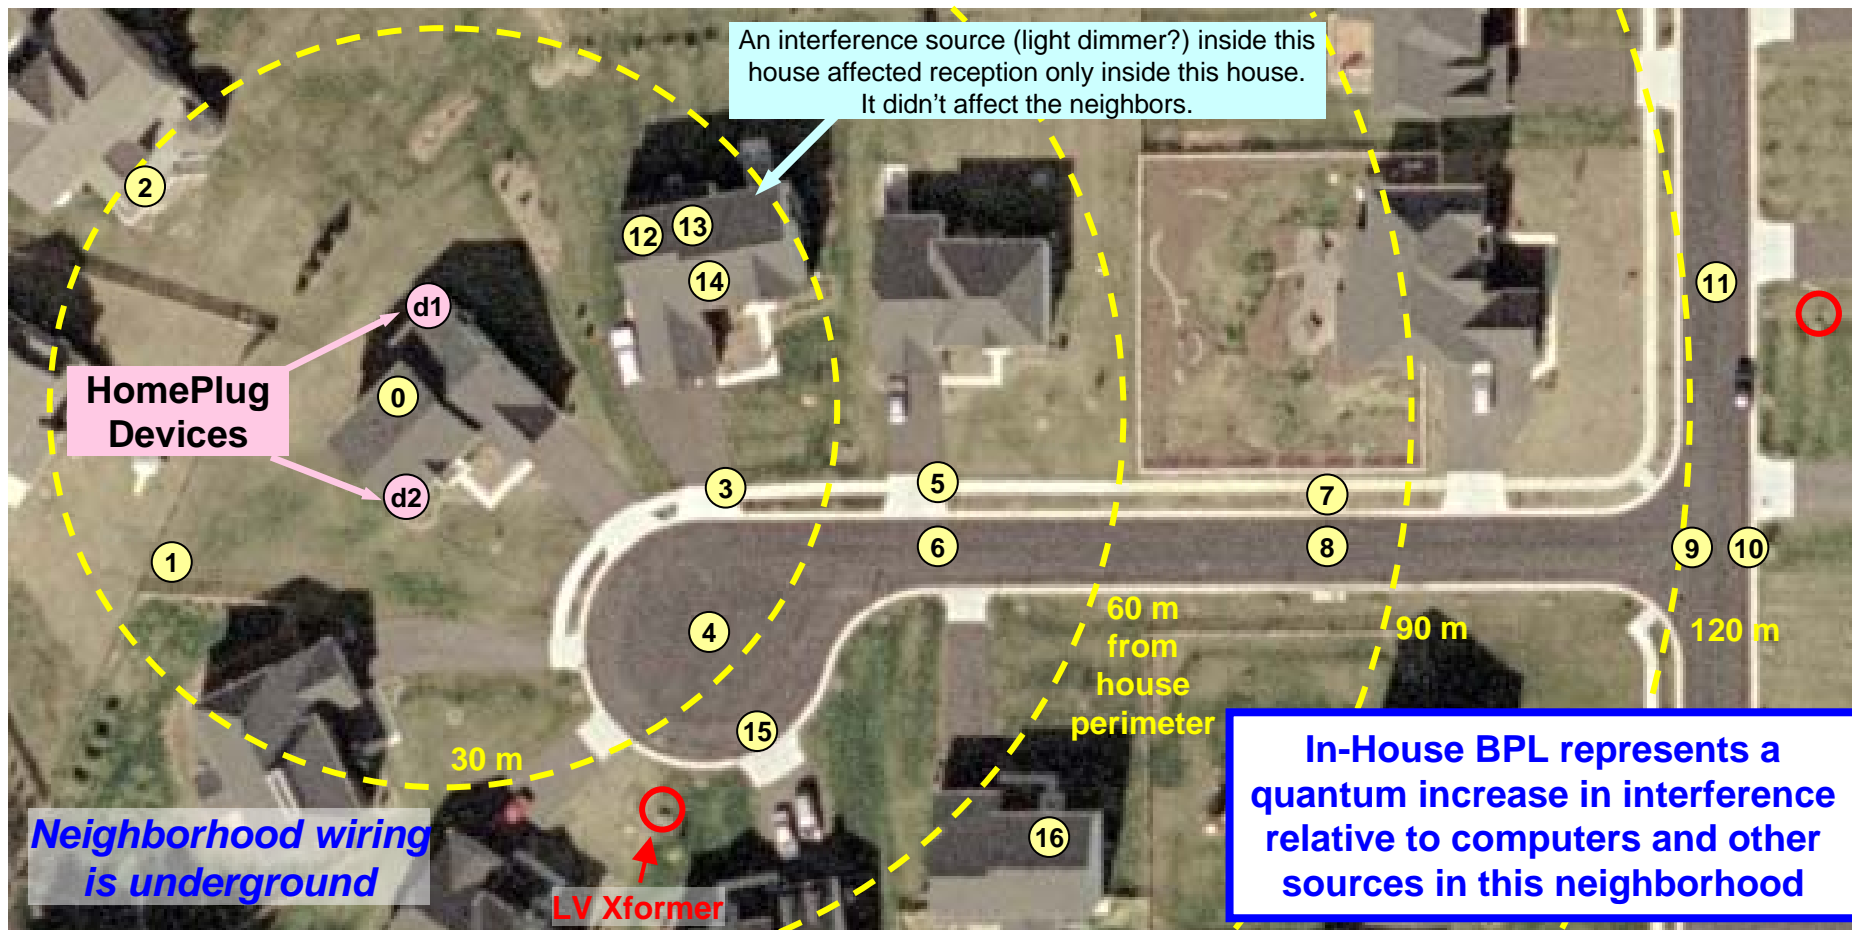 An interference source (light dimmer?) inside this
house affected reception only inside this house.
It didn't affect the neighbors.
2
12
13
14
11
d1
HomePlug
Devices
0
d2
3
5
7
1
6
8
9
10
4
60 m
from
house
perimeter
90 m
120 m
15
30 m
In-House BPL represents a
quantum increase in interference
relative to computers and other
sources in this neighborhood
Neighborhood wiring
is underground
16
LV Xformer